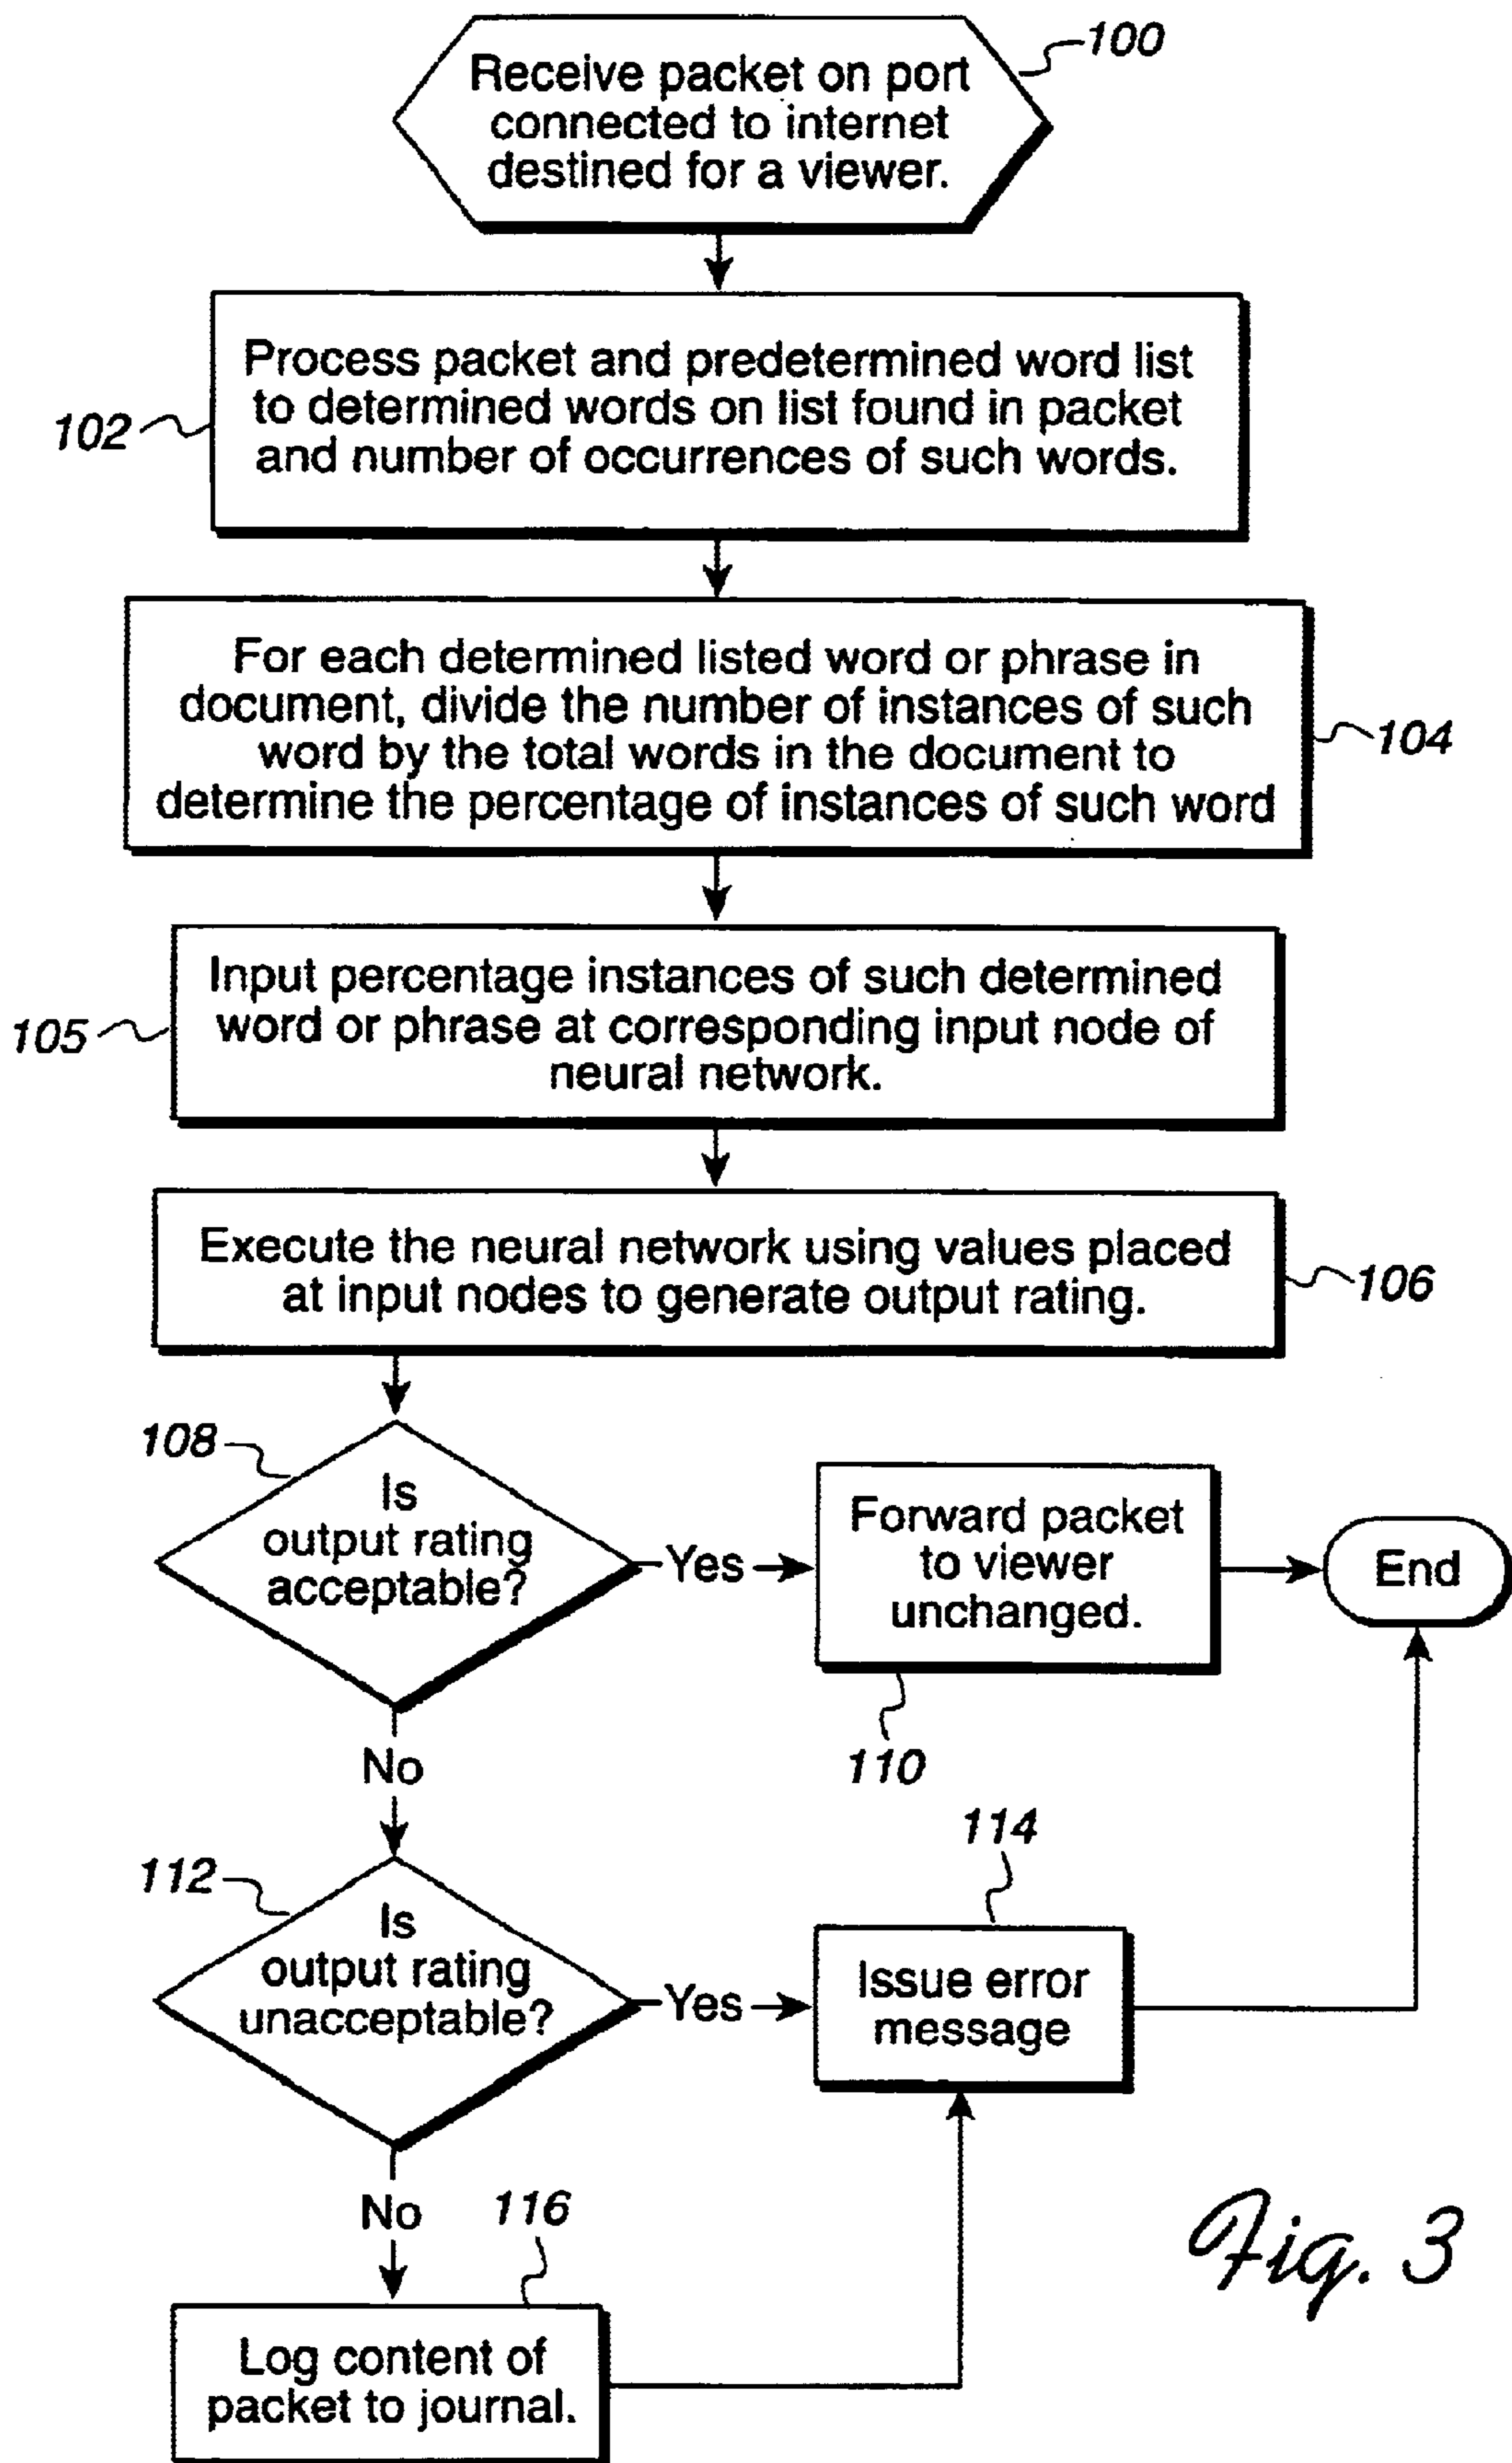 100
Receive packet on port
connected to internet
destined for a viewer.
102
Process packet and predetermined word list
to determined words on list found in packet
and number of occurrences of such words.
For each determined listed word or phrase in
document, divide the number of instances of such
word by the total words in the document to
determine the percentage of instances of such word
104
105
Input percentage instances of such determined
word or phrase at corresponding input node of
neural network.
Execute the neural network using values placed
at input nodes to generate output rating.
106
108
Is
output rating
acceptable?
Yes
Forward packet
to viewer
unchanged.
End
110
No
112
Is
output rating
unacceptable?
Yes
114
Issue error
message
No
116
Log content of
packet to journal.
Fig. 3